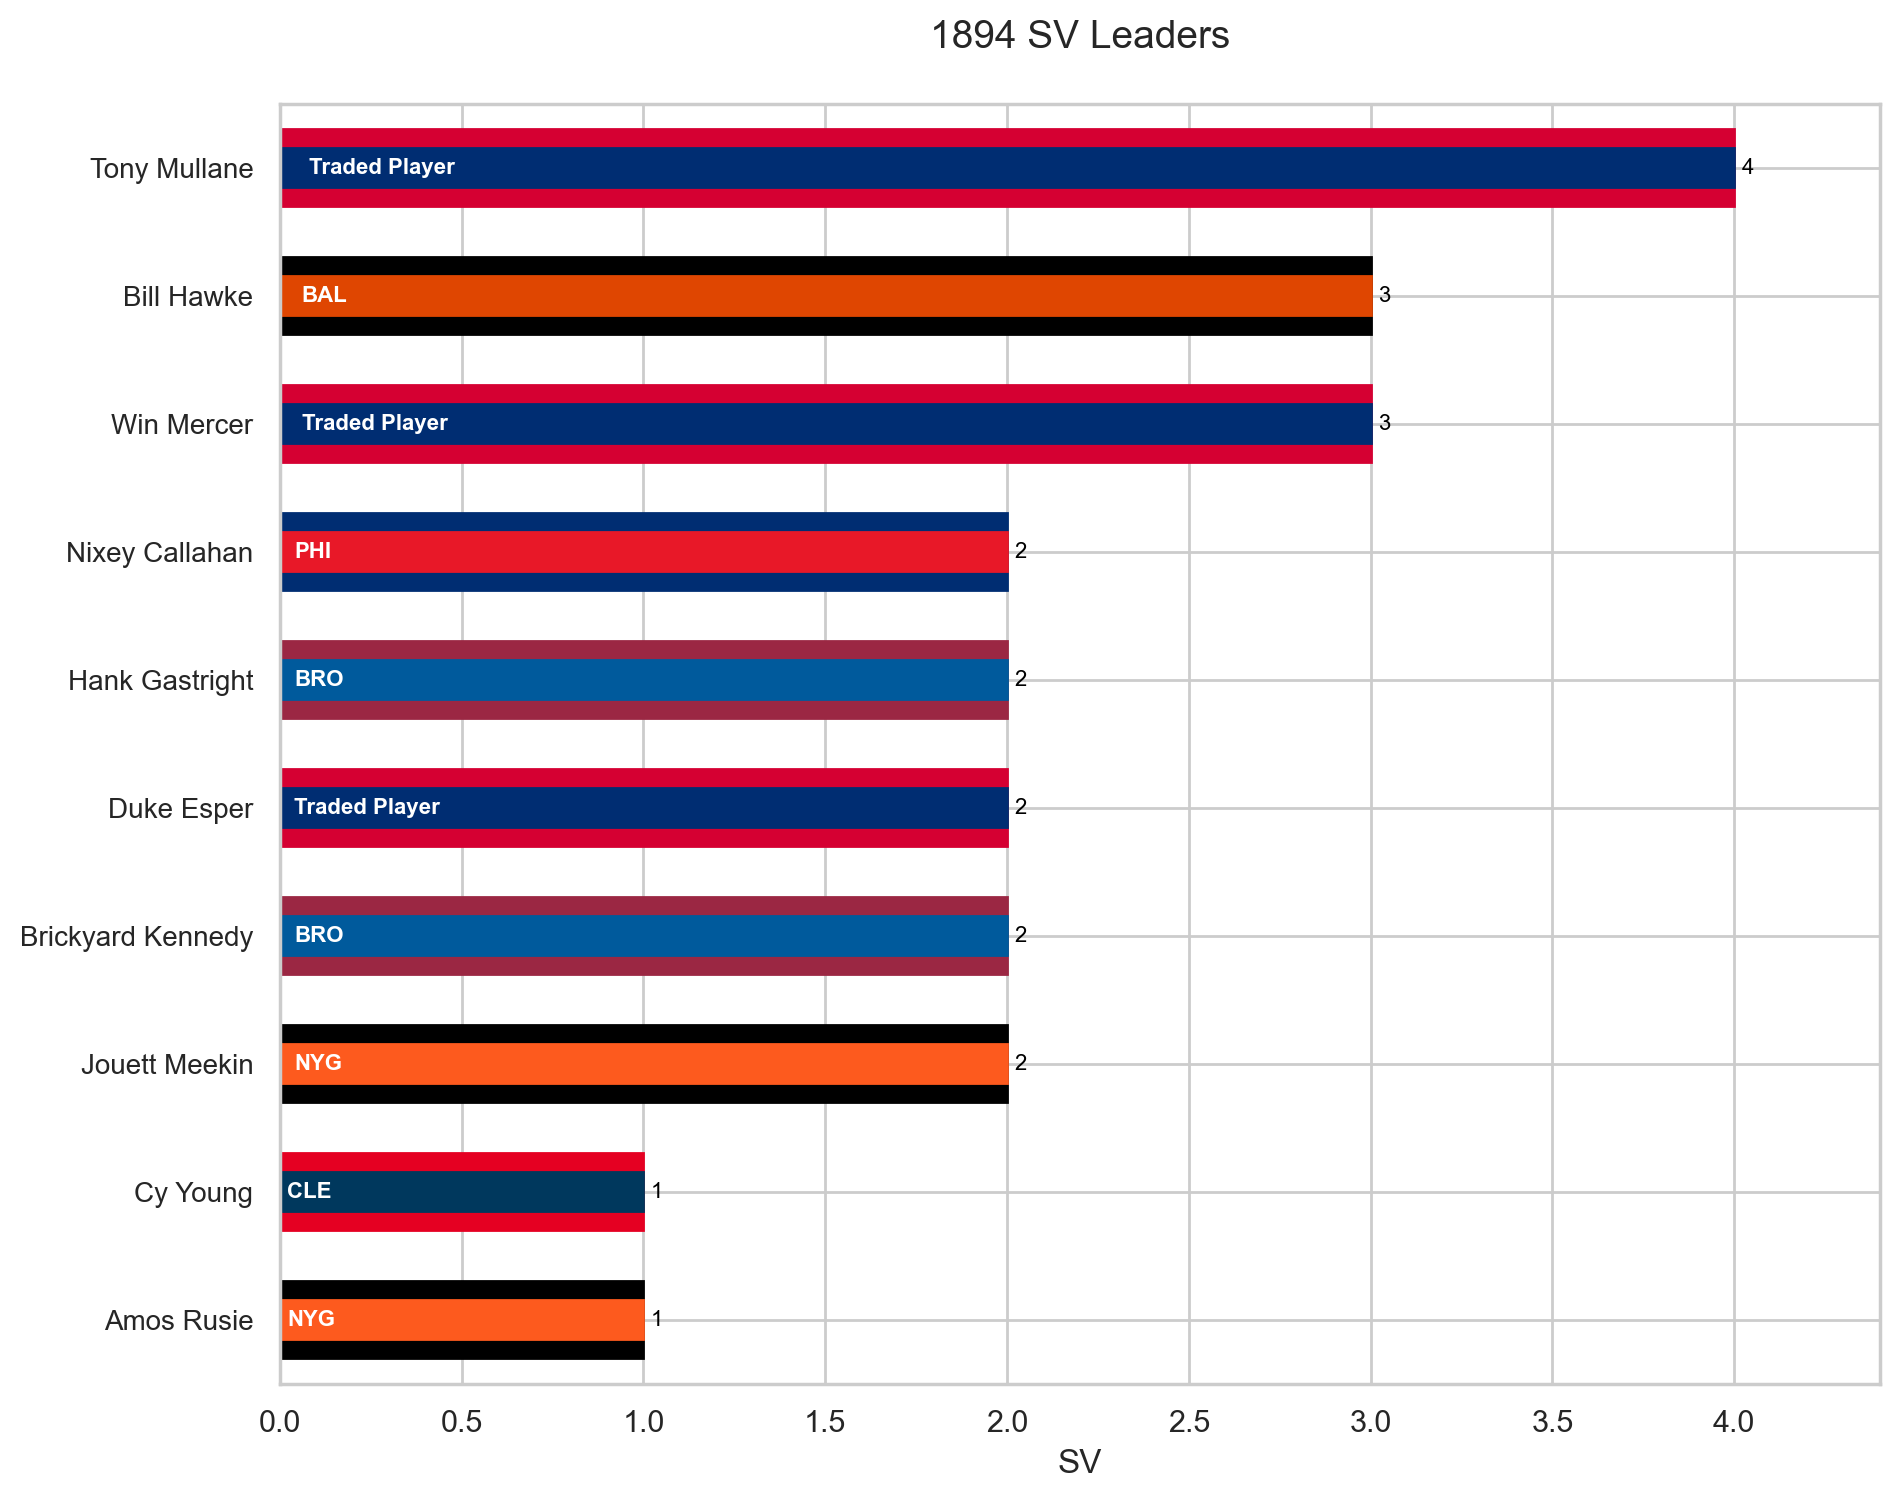 1894 SV Leaders
Tony Mullane Traded Player 4
Bill Hawke BAL 3
Win Mercer Traded Player 3
Nixey Callahan PHI 2
Hank Gastright BRO 2
Duke Esper Traded Player 2
Brickyard Kennedy BRO 2
Jouett Meekin NYG 2
Cy Young CLE 1
Amos Rusie NYG 1
0.0 0.5 1.0 1.5 2.0 2.5 3.0 3.5 4.0
SV